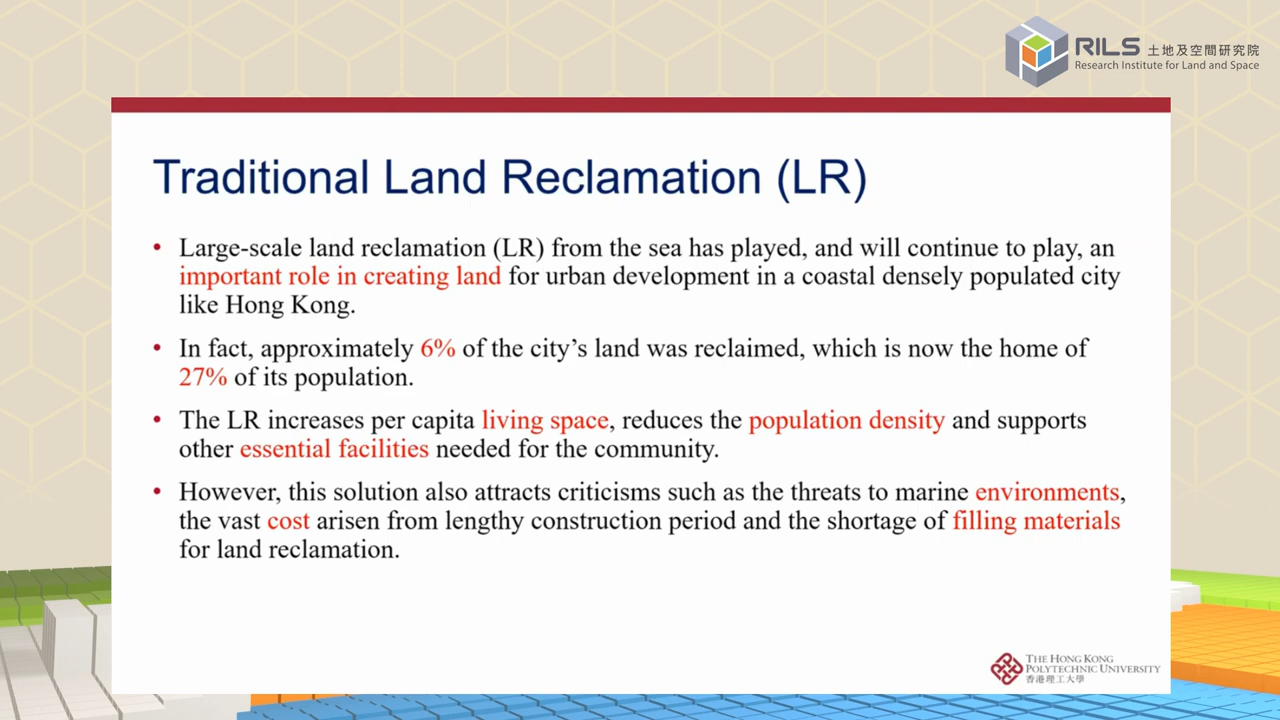 RILS 土地及空間研究院
Research Institute for Land and Space
Traditional Land Reclamation (LR)
• Large-scale land reclamation (LR) from the sea has played, and will continue to play, an
important role in creating land for urban development in a coastal densely populated city
like Hong Kong.
• In fact, approximately 6% of the city’s land was reclaimed, which is now the home of
27% of its population.
• The LR increases per capita living space, reduces the population density and supports
other essential facilities needed for the community.
• However, this solution also attracts criticisms such as the threats to marine environments,
the vast cost arisen from lengthy construction period and the shortage of filling materials
for land reclamation.
THE HONG KONG
POLYTECHNIC UNIVERSITY
香港理工大學